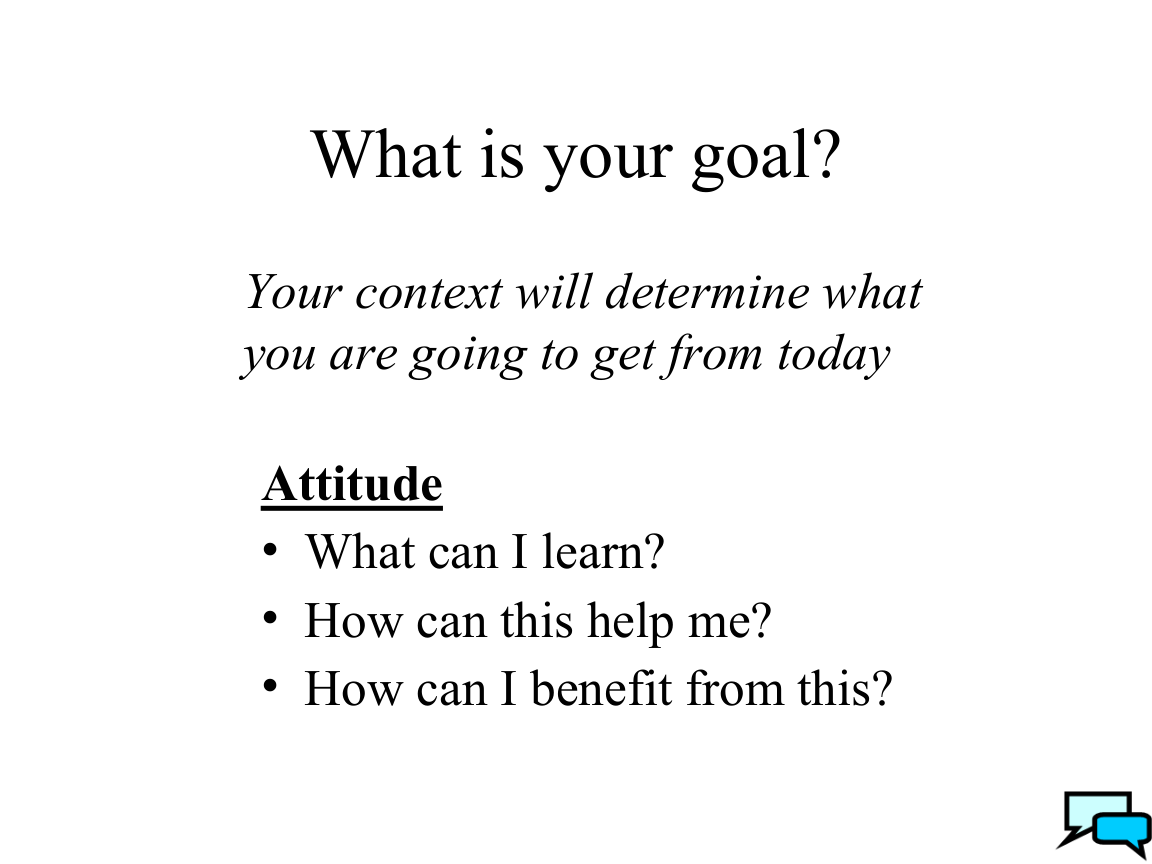 What is your goal?
Your context will determine what
you are going to get from today
Attitude
• What can I learn?
• How can this help me?
• How can I benefit from this?